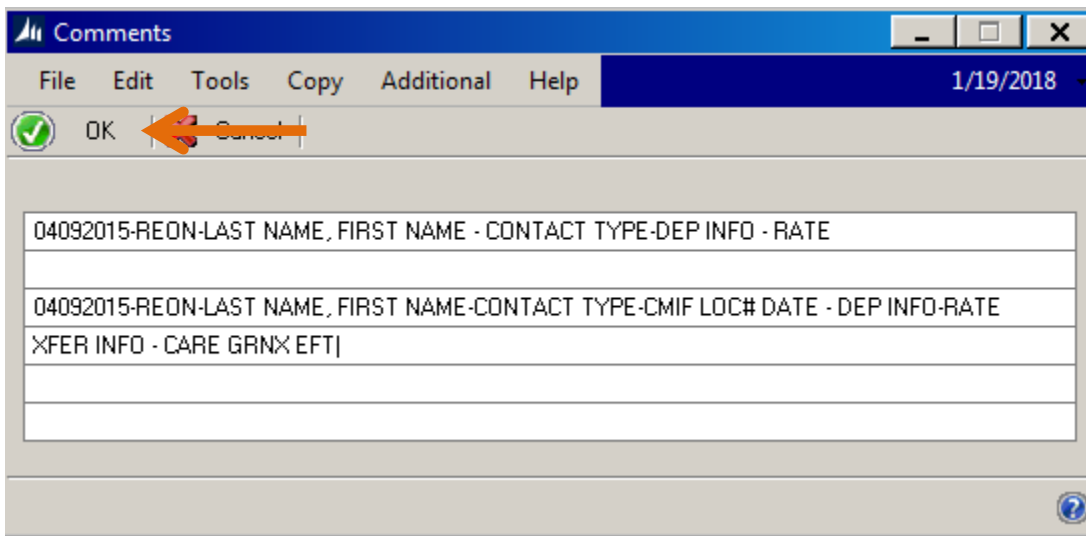 Comments
File Edit Tools Copy Additional Help 1/19/2018
OK Cancel
04092015-REON-LAST NAME, FIRST NAME - CONTACT TYPE-DEP INFO - RATE
04092015-REON-LAST NAME, FIRST NAME-CONTACT TYPE-CMIF LOC# DATE - DEP INFO-RATE
XFER INFO - CARE GRNX EFT